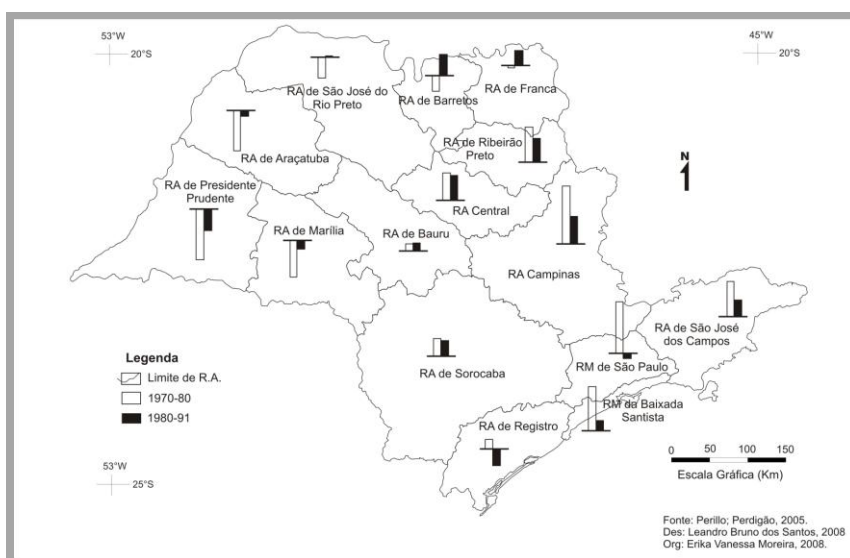 53°W
20°S
45°W
20°S
RA de São José do
Rio Preto
RA de Barretos
RA de Franca
RA de Ribeirão
Preto
RA de Araçatuba
N
RA de Presidente
Prudente
RA Central
RA de Marília
RA de Bauru
RA Campinas
RA de São José
dos Campos
RM de São Paulo
RA de Sorocaba
RM da Baixada
Santista
RA de Registro
Legenda
Limite de R.A.
1970-80
1980-91
53°W
25°S
0 50 100 150
Escala Gráfica (Km)
Fonte: Perillo; Perdigão, 2005.
Des: Leandro Bruno dos Santos, 2008
Org: Erika Vanessa Moreira, 2008.